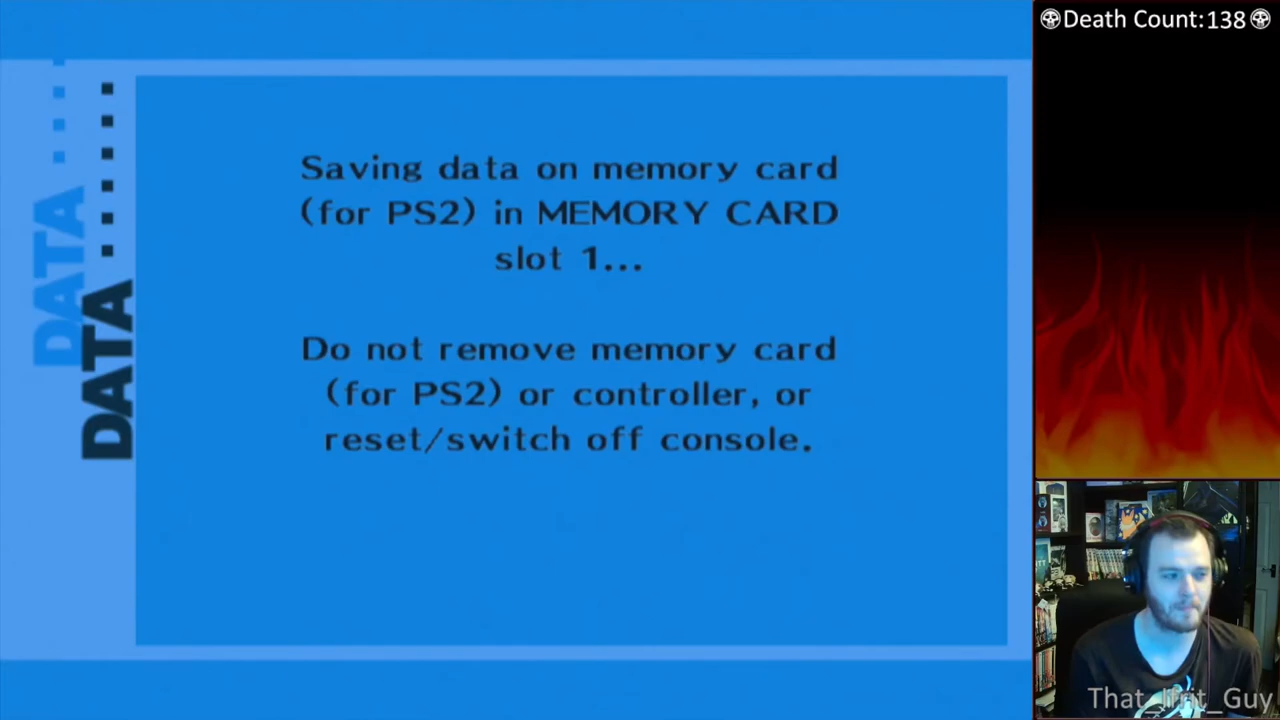 Death Count:138
DATA
DATA
Saving data on memory card
(for PS2) in MEMORY CARD
slot 1...
Do not remove memory card
(for PS2) or controller, or
reset/switch off console.
That_Ifrit_Guy